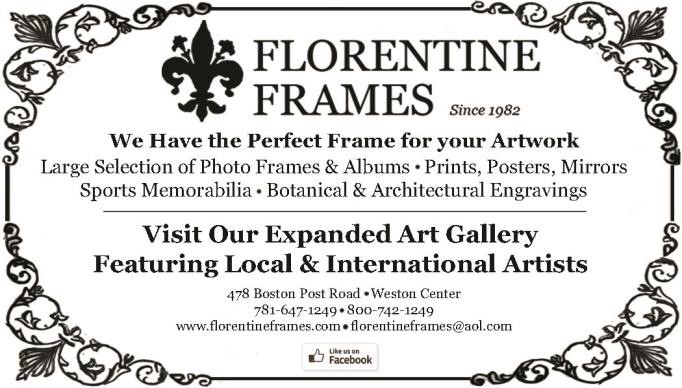 FLORENTINE
FRAMES Since 1982
We Have the Perfect Frame for your Artwork
Large Selection of Photo Frames & Albums • Prints, Posters, Mirrors
Sports Memorabilia • Botanical & Architectural Engravings
Visit Our Expanded Art Gallery
Featuring Local & International Artists
478 Boston Post Road • Weston Center
781-647-1249 • 800-742-1249
www.florentineframes.com • florentineframes@aol.com
Like us on
Facebook